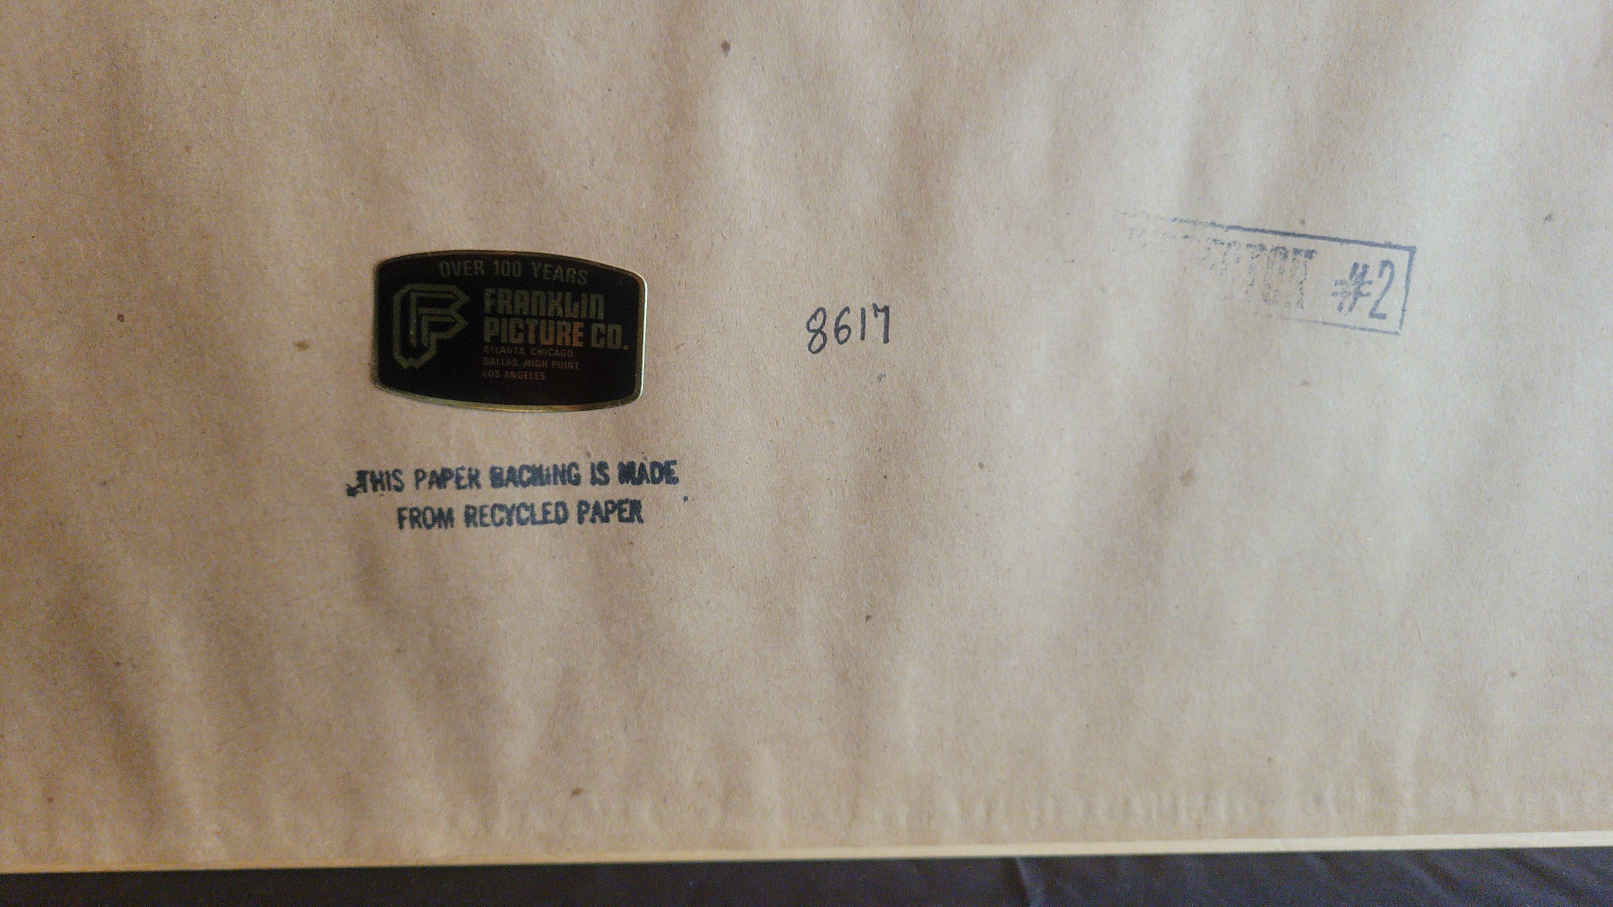 OVER 100 YEARS
FRANKLIN
PICTURE CO.
ATLANTA, CHICAGO,
DALLAS, HIGH POINT,
LOS ANGELES
8617
#2
THIS PAPER BACKING IS MADE
FROM RECYCLED PAPER